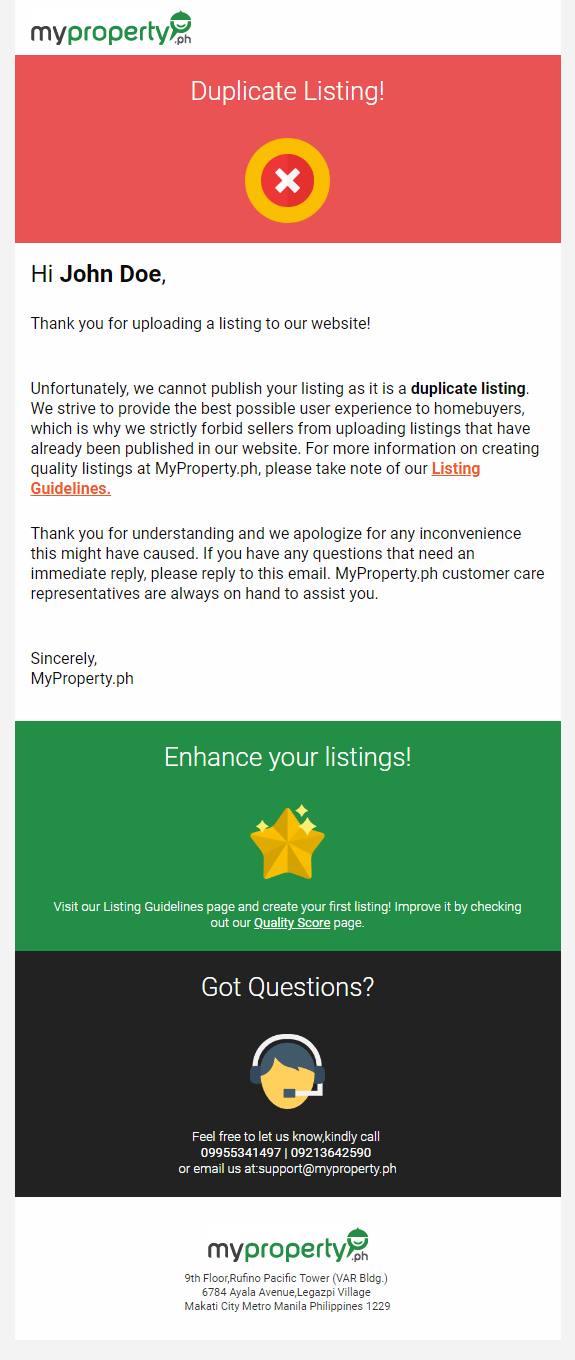 myproperty.ph
Duplicate Listing!
Hi John Doe,
Thank you for uploading a listing to our website!
Unfortunately, we cannot publish your listing as it is a duplicate listing.
We strive to provide the best possible user experience to homebuyers,
which is why we strictly forbid sellers from uploading listings that have
already been published in our website. For more information on creating
quality listings at MyProperty.ph, please take note of our Listing
Guidelines.
Thank you for understanding and we apologize for any inconvenience
this might have caused. If you have any questions that need an
immediate reply, please reply to this email. MyProperty.ph customer care
representatives are always on hand to assist you.
Sincerely,
MyProperty.ph
Enhance your listings!
Visit our Listing Guidelines page and create your first listing! Improve it by checking
out our Quality Score page.
Got Questions?
Feel free to let us know,kindly call
09955341497 | 09213642590
or email us at:support@myproperty.ph
myproperty.ph
9th Floor,Rufino Pacific Tower (VAR Bldg.)
6784 Ayala Avenue,Legazpi Village
Makati City Metro Manila Philippines 1229